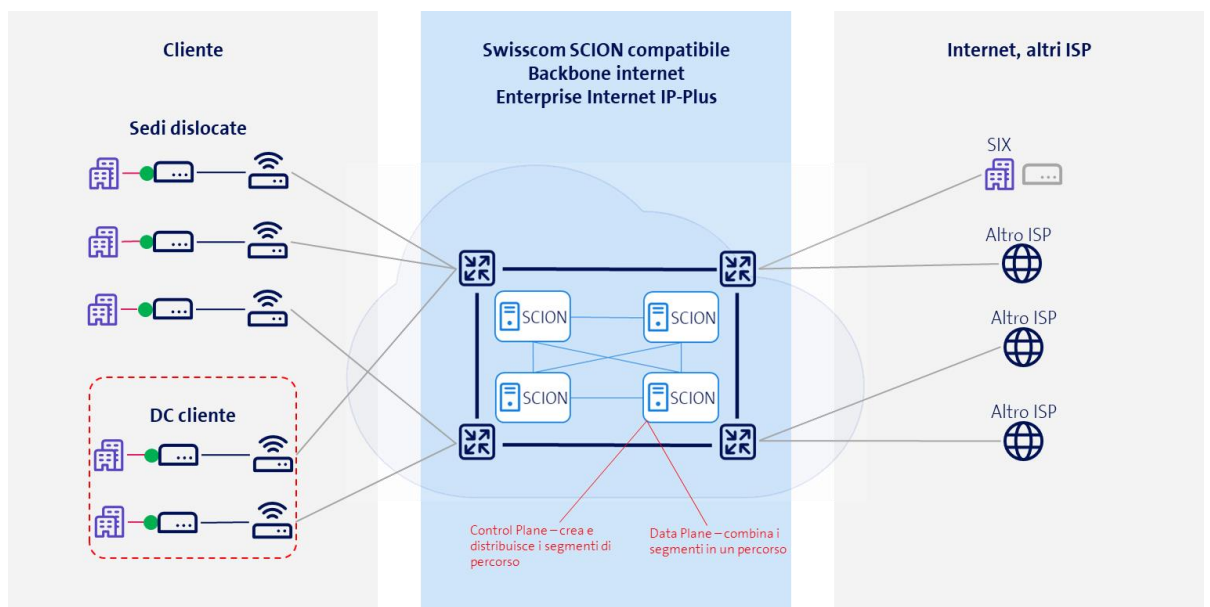 Cliente
Sedi dislocate
DC cliente
Swisscom SCION compatibile
Backbone internet
Enterprise Internet IP-Plus
SCION
SCION
SCION
SCION
Control Plane – crea e
distribuisce i segmenti di
percorso
Data Plane – combina i
segmenti in un percorso
Internet, altri ISP
SIX
Altro ISP
Altro ISP
Altro ISP